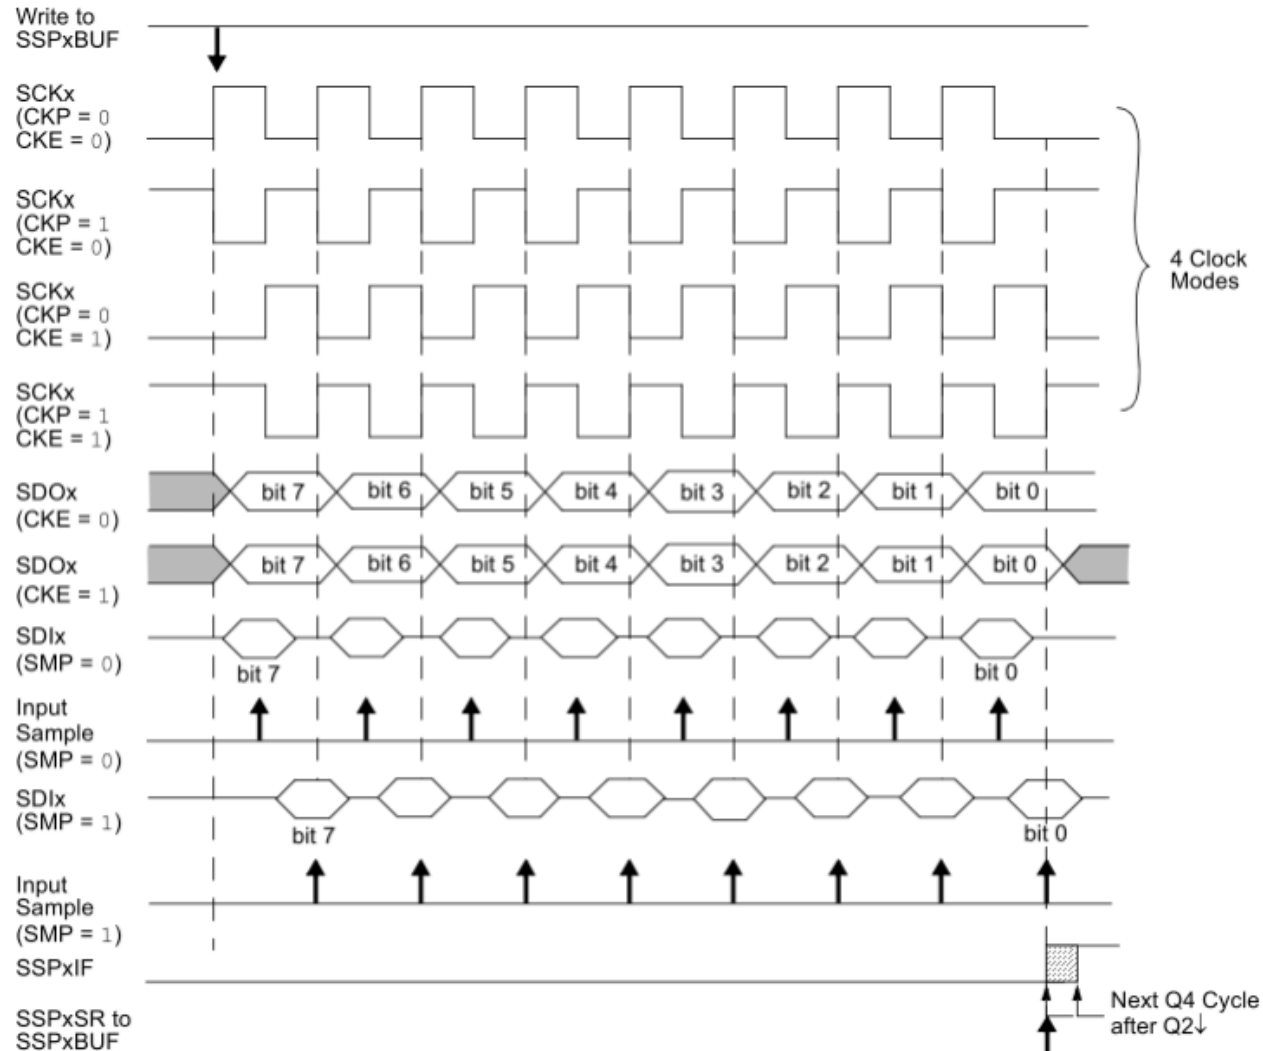 Write to
SSPxBUF
SCKx
(CKP = 0
CKE = 0)
SCKx
(CKP = 1
CKE = 0)
4 Clock
Modes
SCKx
(CKP = 0
CKE = 1)
SCKx
(CKP = 1
CKE = 1)
SDOx
(CKE = 0)
bit 7 bit 6 bit 5 bit 4 bit 3 bit 2 bit 1 bit 0
SDOx
(CKE = 1)
bit 7 bit 6 bit 5 bit 4 bit 3 bit 2 bit 1 bit 0
SDIx
(SMP = 0)
bit 7 bit 0
Input
Sample
(SMP = 0)
SDIx
(SMP = 1)
bit 7 bit 0
Input
Sample
(SMP = 1)
SSPxIF
Next Q4 Cycle
after Q2↓
SSPxSR to
SSPxBUF